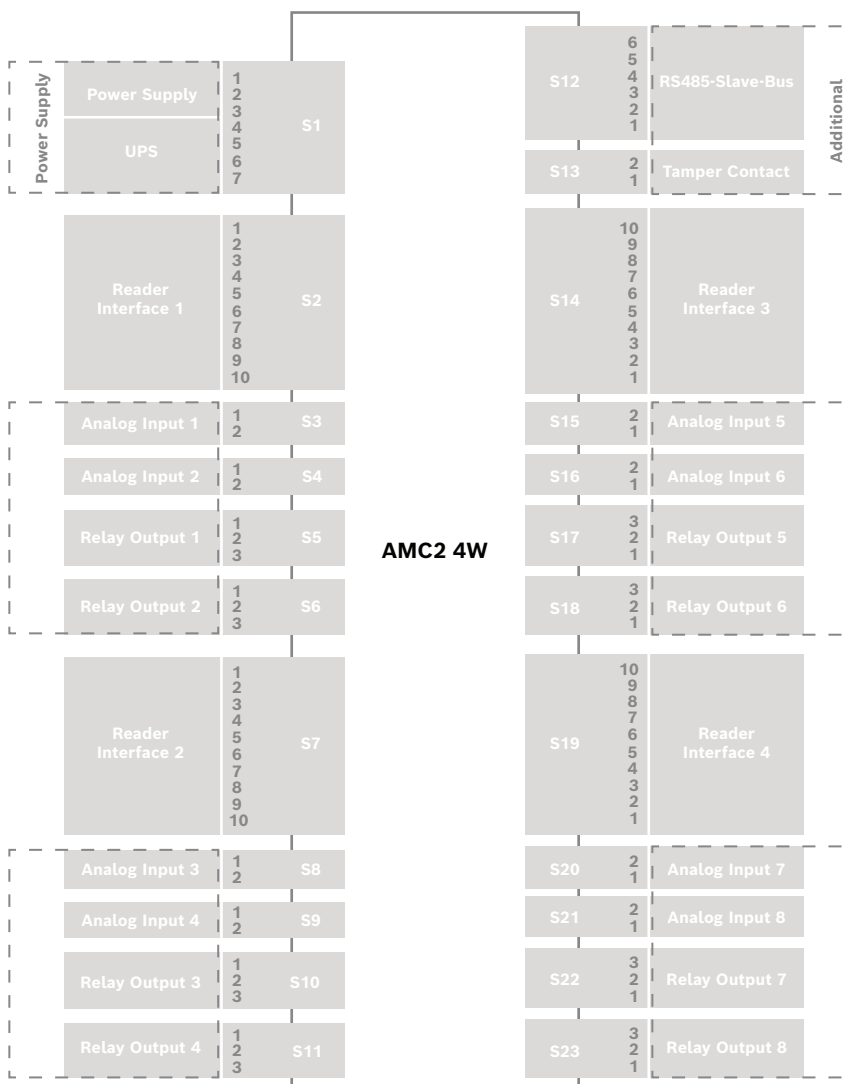 Power Supply
Power Supply
UPS
1
2
3
4
5
6
7
S1
Reader
Interface 1
1
2
3
4
5
6
7
8
9
10
S2
Analog Input 1
1
2
S3
Analog Input 2
1
2
S4
Relay Output 1
1
2
3
S5
Relay Output 2
1
2
3
S6
Reader
Interface 2
1
2
3
4
5
6
7
8
9
10
S7
Analog Input 3
1
2
S8
Analog Input 4
1
2
S9
Relay Output 3
1
2
3
S10
Relay Output 4
1
2
3
S11
AMC2 4W
S12
6
5
4
3
2
1
RS485-Slave-Bus
Additional
S13
2
1
Tamper Contact
S14
10
9
8
7
6
5
4
3
2
1
Reader
Interface 3
S15
2
1
Analog Input 5
S16
2
1
Analog Input 6
S17
3
2
1
Relay Output 5
S18
3
2
1
Relay Output 6
S19
10
9
8
7
6
5
4
3
2
1
Reader
Interface 4
S20
2
1
Analog Input 7
S21
2
1
Analog Input 8
S22
3
2
1
Relay Output 7
S23
3
2
1
Relay Output 8